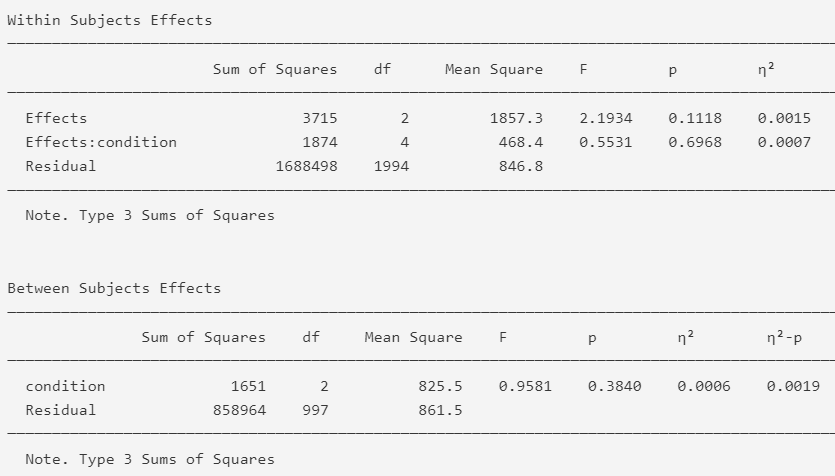 Within Subjects Effects
Sum of Squares df Mean Square F p η²
Effects 3715 2 1857.3 2.1934 0.1118 0.0015
Effects:condition 1874 4 468.4 0.5531 0.6968 0.0007
Residual 1688498 1994 846.8
Note. Type 3 Sums of Squares
Between Subjects Effects
Sum of Squares df Mean Square F p η² η²-p
condition 1651 2 825.5 0.9581 0.3840 0.0006 0.0019
Residual 858964 997 861.5
Note. Type 3 Sums of Squares